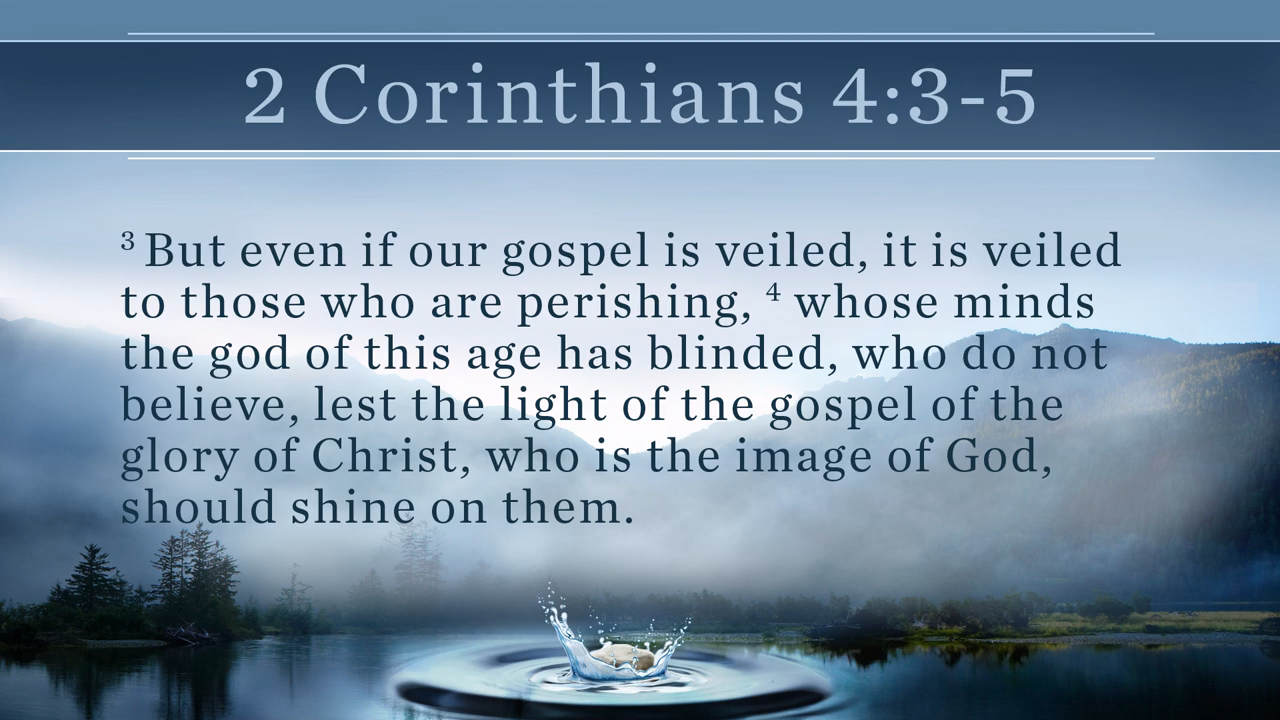 2 Corinthians 4:3-5
³ But even if our gospel is veiled, it is veiled
to those who are perishing, ⁴ whose minds
the god of this age has blinded, who do not
believe, lest the light of the gospel of the
glory of Christ, who is the image of God,
should shine on them.